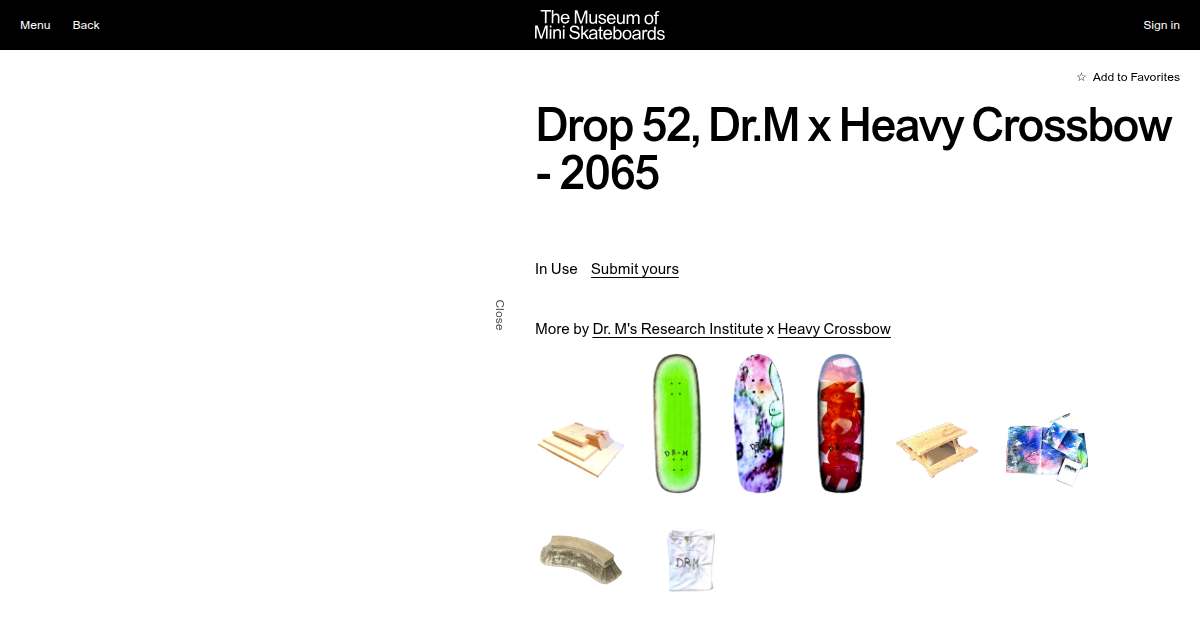 Menu
Back
The Museum of
Mini Skateboards
Sign in
☆ Add to Favorites
Drop 52, Dr.M x Heavy Crossbow
- 2065
In Use Submit yours
Close
More by Dr. M's Research Institute x Heavy Crossbow
DR.M
DRM